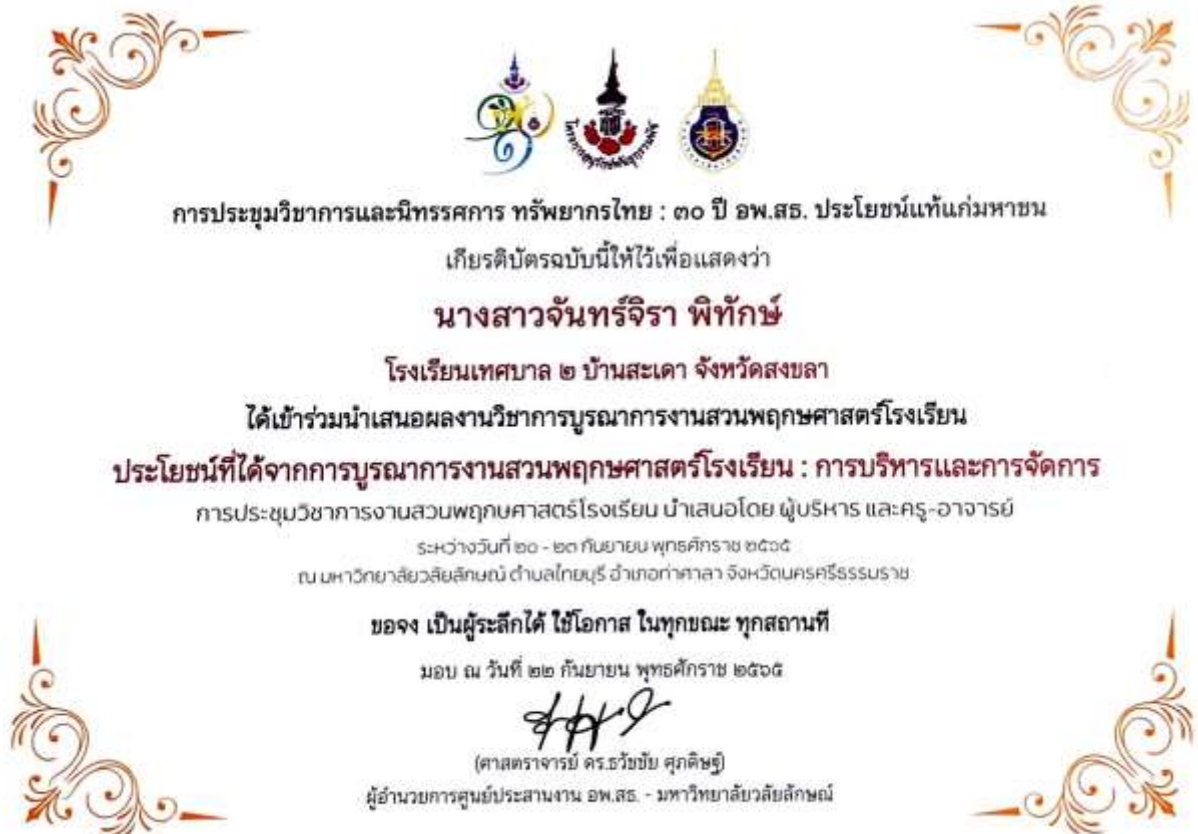 โครงการอนุรักษ์พันธุกรรมพืช
การประชุมวิชาการและนิทรรศการ ทรัพยากรไทย : ๓๐ ปี อพ.สธ. ประโยชน์แท้แก่มหาชน
เกียรติบัตรฉบับนี้ให้ไว้เพื่อแสดงว่า
นางสาวจันทร์จิรา พิทักษ์
โรงเรียนเทศบาล ๒ บ้านสะเดา จังหวัดสงขลา
ได้เข้าร่วมนำเสนอผลงานวิชาการบูรณาการงานสวนพฤกษศาสตร์โรงเรียน
ประโยชน์ที่ได้จากการบูรณาการงานสวนพฤกษศาสตร์โรงเรียน : การบริหารและการจัดการ
การประชุมวิชาการงานสวนพฤกษศาสตร์โรงเรียน นำเสนอโดย ผู้บริหาร และครู-อาจารย์
ระหว่างวันที่ ๒๐ - ๒๓ กันยายน พุทธศักราช ๒๕๖๕
ณ มหาวิทยาลัยวลัยลักษณ์ ตำบลไทยบุรี อำเภอท่าศาลา จังหวัดนครศรีธรรมราช
ขอจง เป็นผู้ระลึกได้ ใช้โอกาส ในทุกขณะ ทุกสถานที่
มอบ ณ วันที่ ๒๒ กันยายน พุทธศักราช ๒๕๖๕
(ศาสตราจารย์ ดร.ธวัชชัย ศุภดิษฐ์)
ผู้อำนวยการศูนย์ประสานงาน อพ.สธ. - มหาวิทยาลัยวลัยลักษณ์